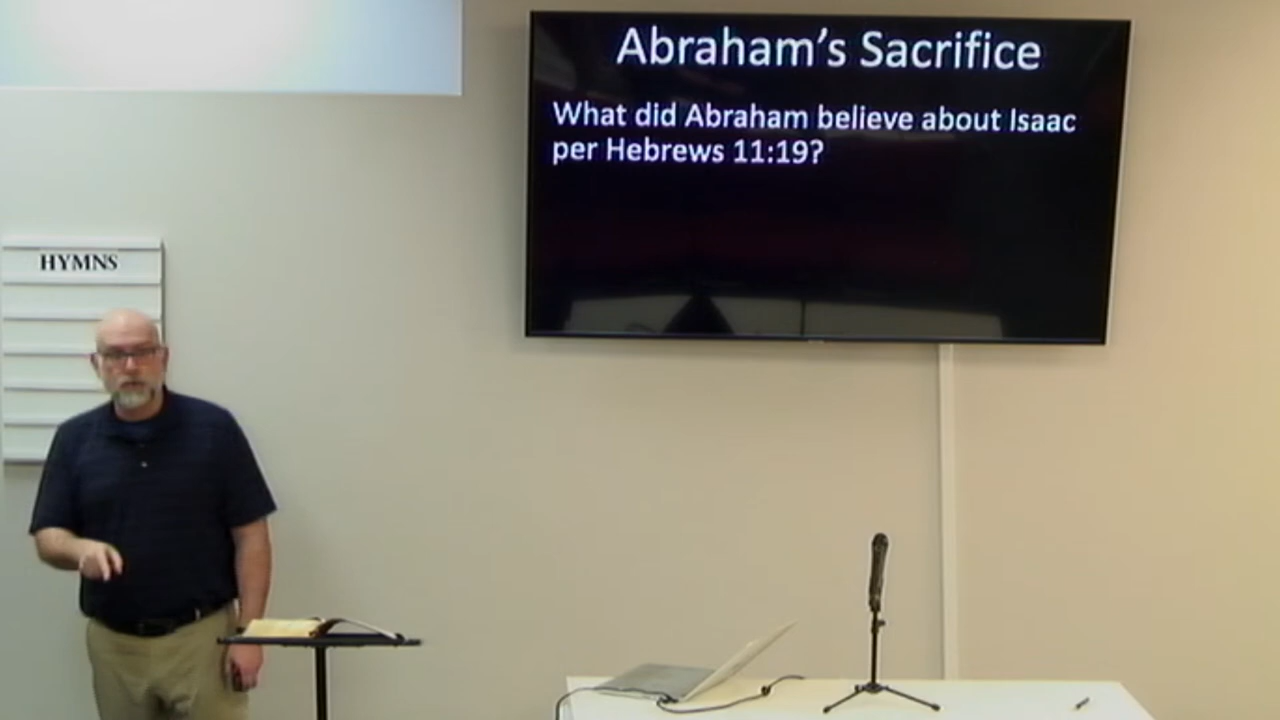 Abraham’s Sacrifice
What did Abraham believe about Isaac
per Hebrews 11:19?
HYMNS